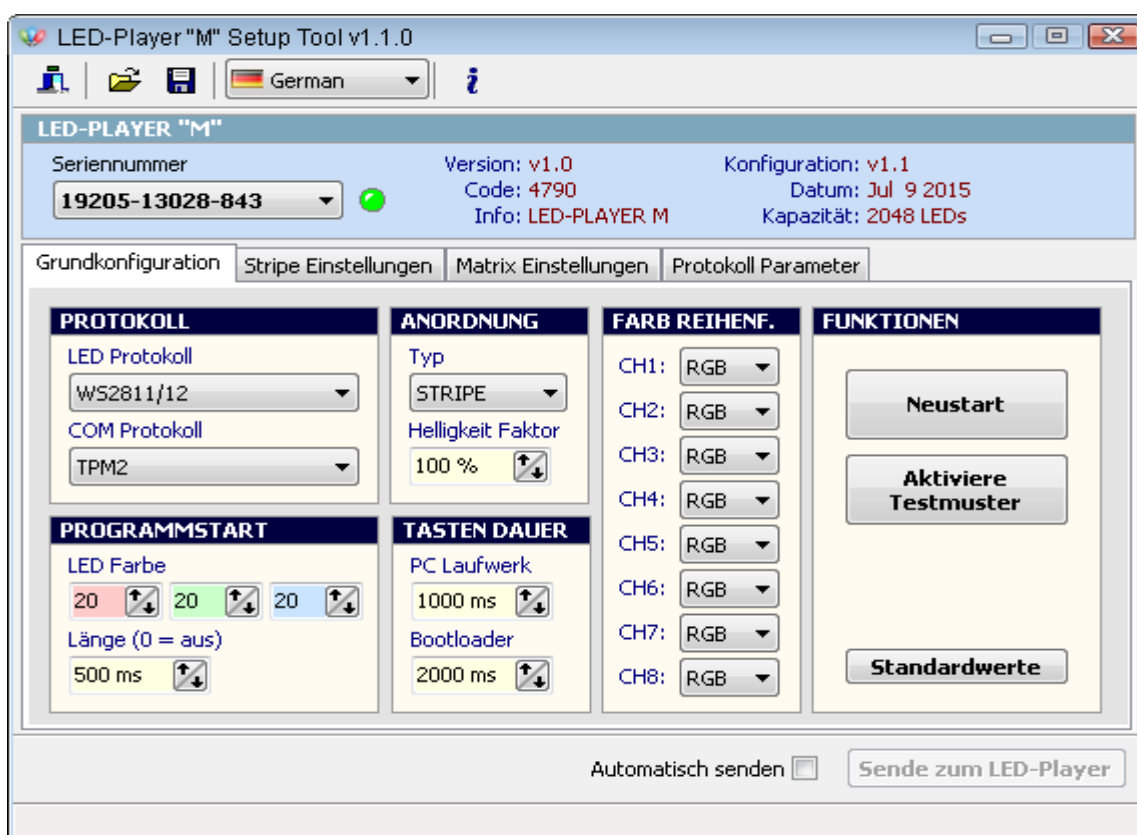 LED-Player "M" Setup Tool v1.1.0
German
i
LED-PLAYER "M"
Seriennummer
19205-13028-843
Version: v1.0
Code: 4790
Info: LED-PLAYER M
Konfiguration: v1.1
Datum: Jul 9 2015
Kapazität: 2048 LEDs
Grundkonfiguration
Stripe Einstellungen
Matrix Einstellungen
Protokoll Parameter
PROTOKOLL
LED Protokoll
WS2811/12
COM Protokoll
TPM2
ANORDNUNG
Typ
STRIPE
Helligkeit Faktor
100 %
PROGRAMMSTART
LED Farbe
20 20 20
Länge (0 = aus)
500 ms
TASTEN DAUER
PC Laufwerk
1000 ms
Bootloader
2000 ms
FARB REIHENF.
CH1: RGB
CH2: RGB
CH3: RGB
CH4: RGB
CH5: RGB
CH6: RGB
CH7: RGB
CH8: RGB
FUNKTIONEN
Neustart
Aktiviere
Testmuster
Standardwerte
Automatisch senden
Sende zum LED-Player